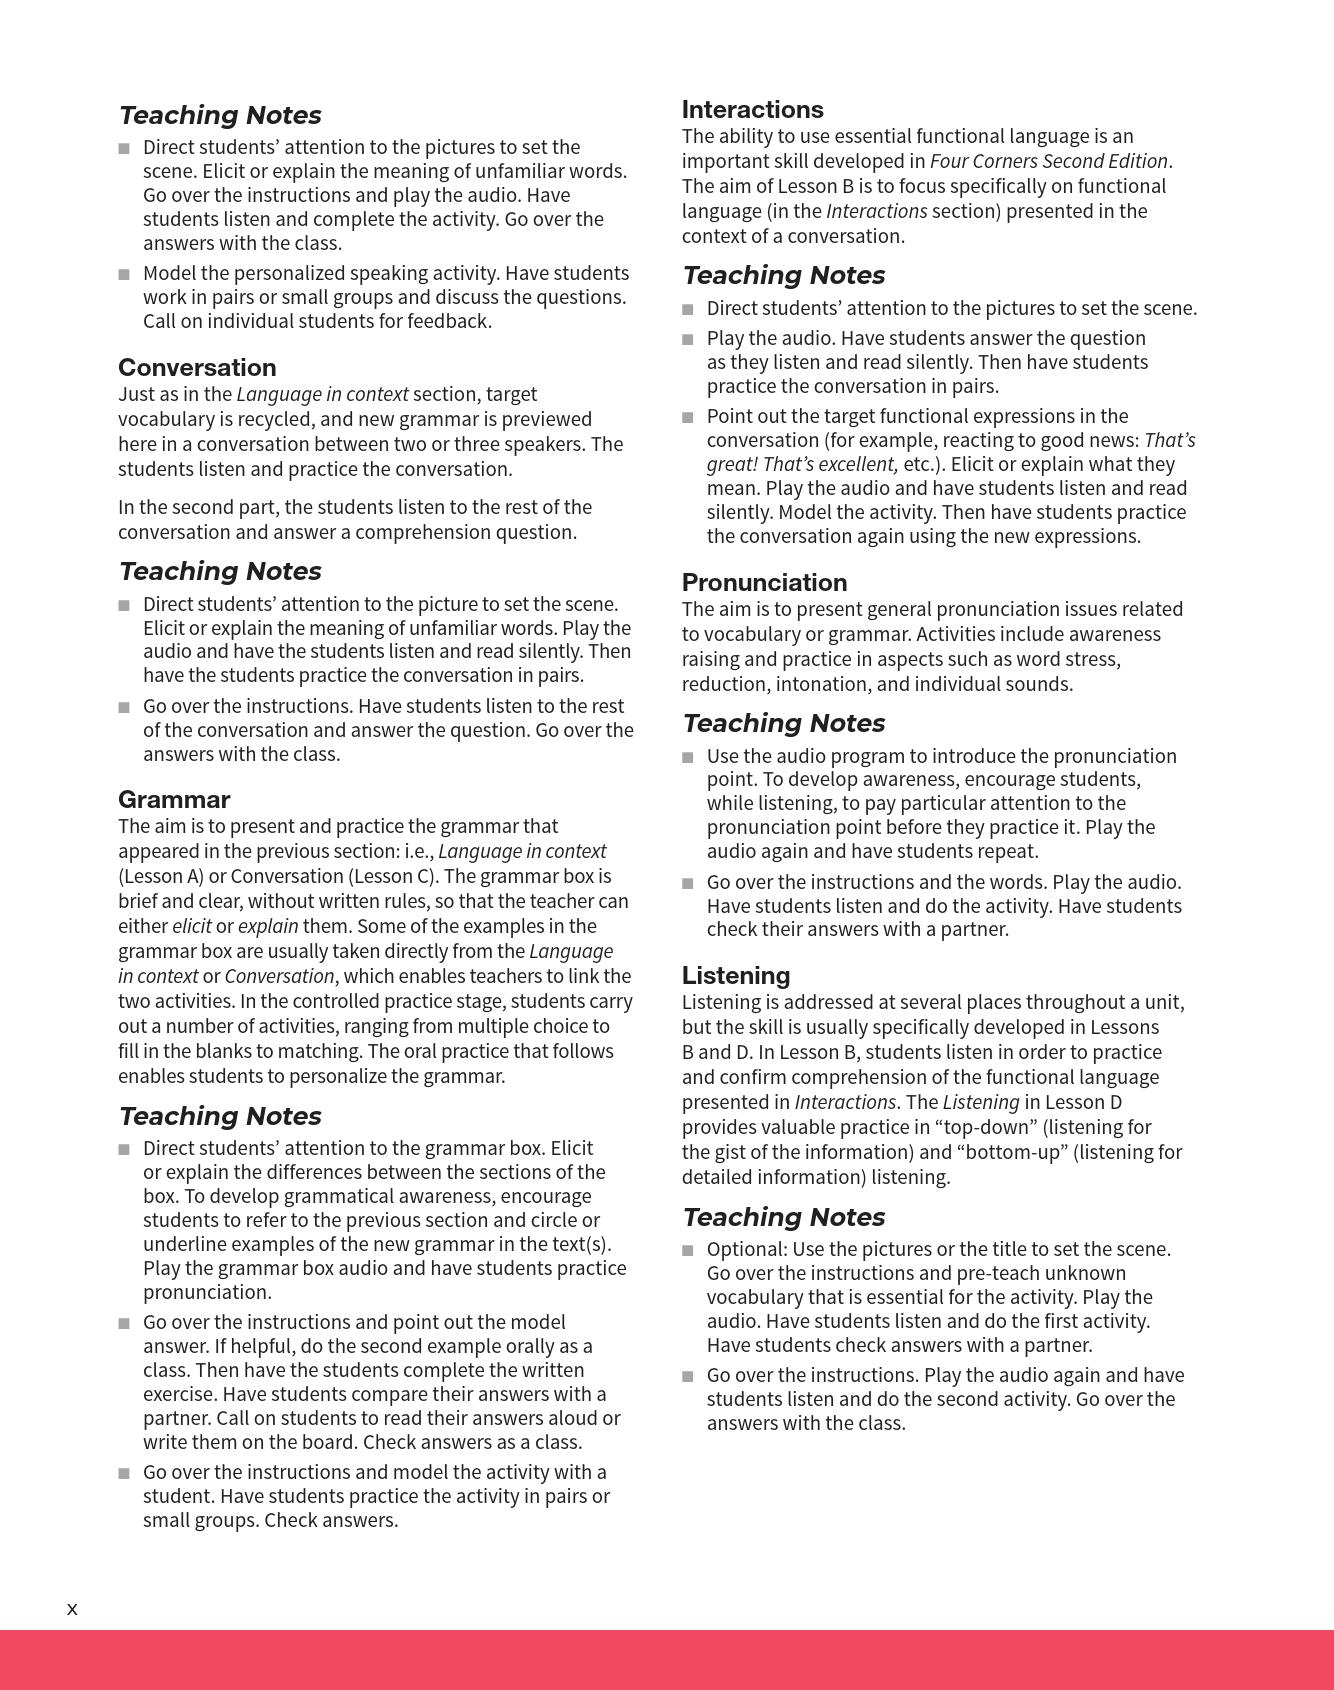 Teaching Notes
■ Direct students’ attention to the pictures to set the
scene. Elicit or explain the meaning of unfamiliar words.
Go over the instructions and play the audio. Have
students listen and complete the activity. Go over the
answers with the class.
■ Model the personalized speaking activity. Have students
work in pairs or small groups and discuss the questions.
Call on individual students for feedback.
Conversation
Just as in the Language in context section, target
vocabulary is recycled, and new grammar is previewed
here in a conversation between two or three speakers. The
students listen and practice the conversation.
In the second part, the students listen to the rest of the
conversation and answer a comprehension question.
Teaching Notes
■ Direct students’ attention to the picture to set the scene.
Elicit or explain the meaning of unfamiliar words. Play the
audio and have the students listen and read silently. Then
have the students practice the conversation in pairs.
■ Go over the instructions. Have students listen to the rest
of the conversation and answer the question. Go over the
answers with the class.
Grammar
The aim is to present and practice the grammar that
appeared in the previous section: i.e., Language in context
(Lesson A) or Conversation (Lesson C). The grammar box is
brief and clear, without written rules, so that the teacher can
either elicit or explain them. Some of the examples in the
grammar box are usually taken directly from the Language
in context or Conversation, which enables teachers to link the
two activities. In the controlled practice stage, students carry
out a number of activities, ranging from multiple choice to
fill in the blanks to matching. The oral practice that follows
enables students to personalize the grammar.
Teaching Notes
■ Direct students’ attention to the grammar box. Elicit
or explain the differences between the sections of the
box. To develop grammatical awareness, encourage
students to refer to the previous section and circle or
underline examples of the new grammar in the text(s).
Play the grammar box audio and have students practice
pronunciation.
■ Go over the instructions and point out the model
answer. If helpful, do the second example orally as a
class. Then have the students complete the written
exercise. Have students compare their answers with a
partner. Call on students to read their answers aloud or
write them on the board. Check answers as a class.
■ Go over the instructions and model the activity with a
student. Have students practice the activity in pairs or
small groups. Check answers.
Interactions
The ability to use essential functional language is an
important skill developed in Four Corners Second Edition.
The aim of Lesson B is to focus specifically on functional
language (in the Interactions section) presented in the
context of a conversation.
Teaching Notes
■ Direct students’ attention to the pictures to set the scene.
■ Play the audio. Have students answer the question
as they listen and read silently. Then have students
practice the conversation in pairs.
■ Point out the target functional expressions in the
conversation (for example, reacting to good news: That’s
great! That’s excellent, etc.). Elicit or explain what they
mean. Play the audio and have students listen and read
silently. Model the activity. Then have students practice
the conversation again using the new expressions.
Pronunciation
The aim is to present general pronunciation issues related
to vocabulary or grammar. Activities include awareness
raising and practice in aspects such as word stress,
reduction, intonation, and individual sounds.
Teaching Notes
■ Use the audio program to introduce the pronunciation
point. To develop awareness, encourage students,
while listening, to pay particular attention to the
pronunciation point before they practice it. Play the
audio again and have students repeat.
■ Go over the instructions and the words. Play the audio.
Have students listen and do the activity. Have students
check their answers with a partner.
Listening
Listening is addressed at several places throughout a unit,
but the skill is usually specifically developed in Lessons
B and D. In Lesson B, students listen in order to practice
and confirm comprehension of the functional language
presented in Interactions. The Listening in Lesson D
provides valuable practice in “top-down” (listening for
the gist of the information) and “bottom-up” (listening for
detailed information) listening.
Teaching Notes
■ Optional: Use the pictures or the title to set the scene.
Go over the instructions and pre-teach unknown
vocabulary that is essential for the activity. Play the
audio. Have students listen and do the first activity.
Have students check answers with a partner.
■ Go over the instructions. Play the audio again and have
students listen and do the second activity. Go over the
answers with the class.
x